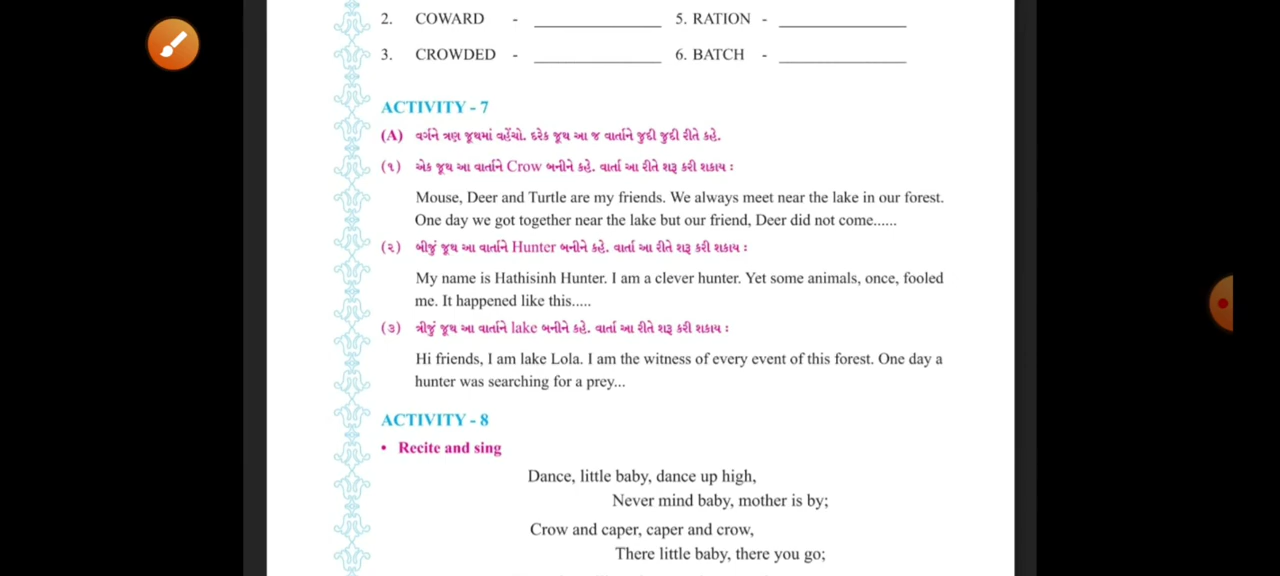 2. COWARD - ____________ 5. RATION - ____________
3. CROWDED - ____________ 6. BATCH - ____________
ACTIVITY - 7
(A) વર્ગને ત્રણ જૂથમાં વહેંચો. દરેક જૂથ આ જ વાર્તાને જુદી જુદી રીતે કહે.
(૧) એક જૂથ આ વાર્તાને Crow બનીને કહે. વાર્તા આ રીતે શરૂ કરી શકાય :
Mouse, Deer and Turtle are my friends. We always meet near the lake in our forest.
One day we got together near the lake but our friend, Deer did not come......
(૨) બીજું જૂથ આ વાર્તાને Hunter બનીને કહે. વાર્તા આ રીતે શરૂ કરી શકાય :
My name is Hathisinh Hunter. I am a clever hunter. Yet some animals, once, fooled
me. It happened like this.....
(૩) ત્રીજું જૂથ આ વાર્તાને lake બનીને કહે. વાર્તા આ રીતે શરૂ કરી શકાય :
Hi friends, I am lake Lola. I am the witness of every event of this forest. One day a
hunter was searching for a prey...
ACTIVITY - 8
• Recite and sing
Dance, little baby, dance up high,
Never mind baby, mother is by;
Crow and caper, caper and crow,
There little baby, there you go;